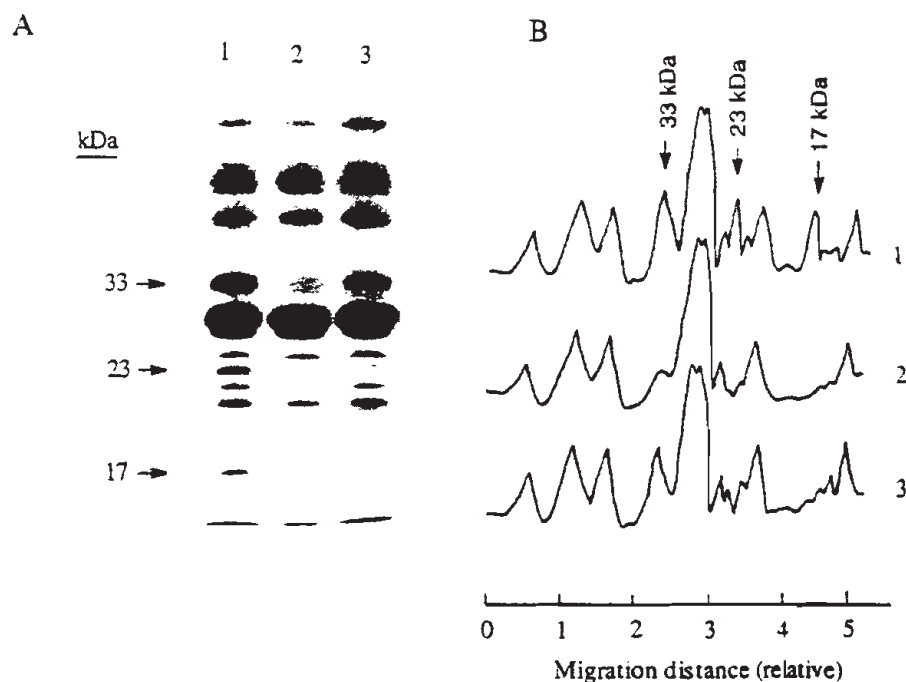 A
1 2 3
kDa
33
23
17
B
33 kDa
23 kDa
17 kDa
1
2
3
0 1 2 3 4 5
Migration distance (relative)